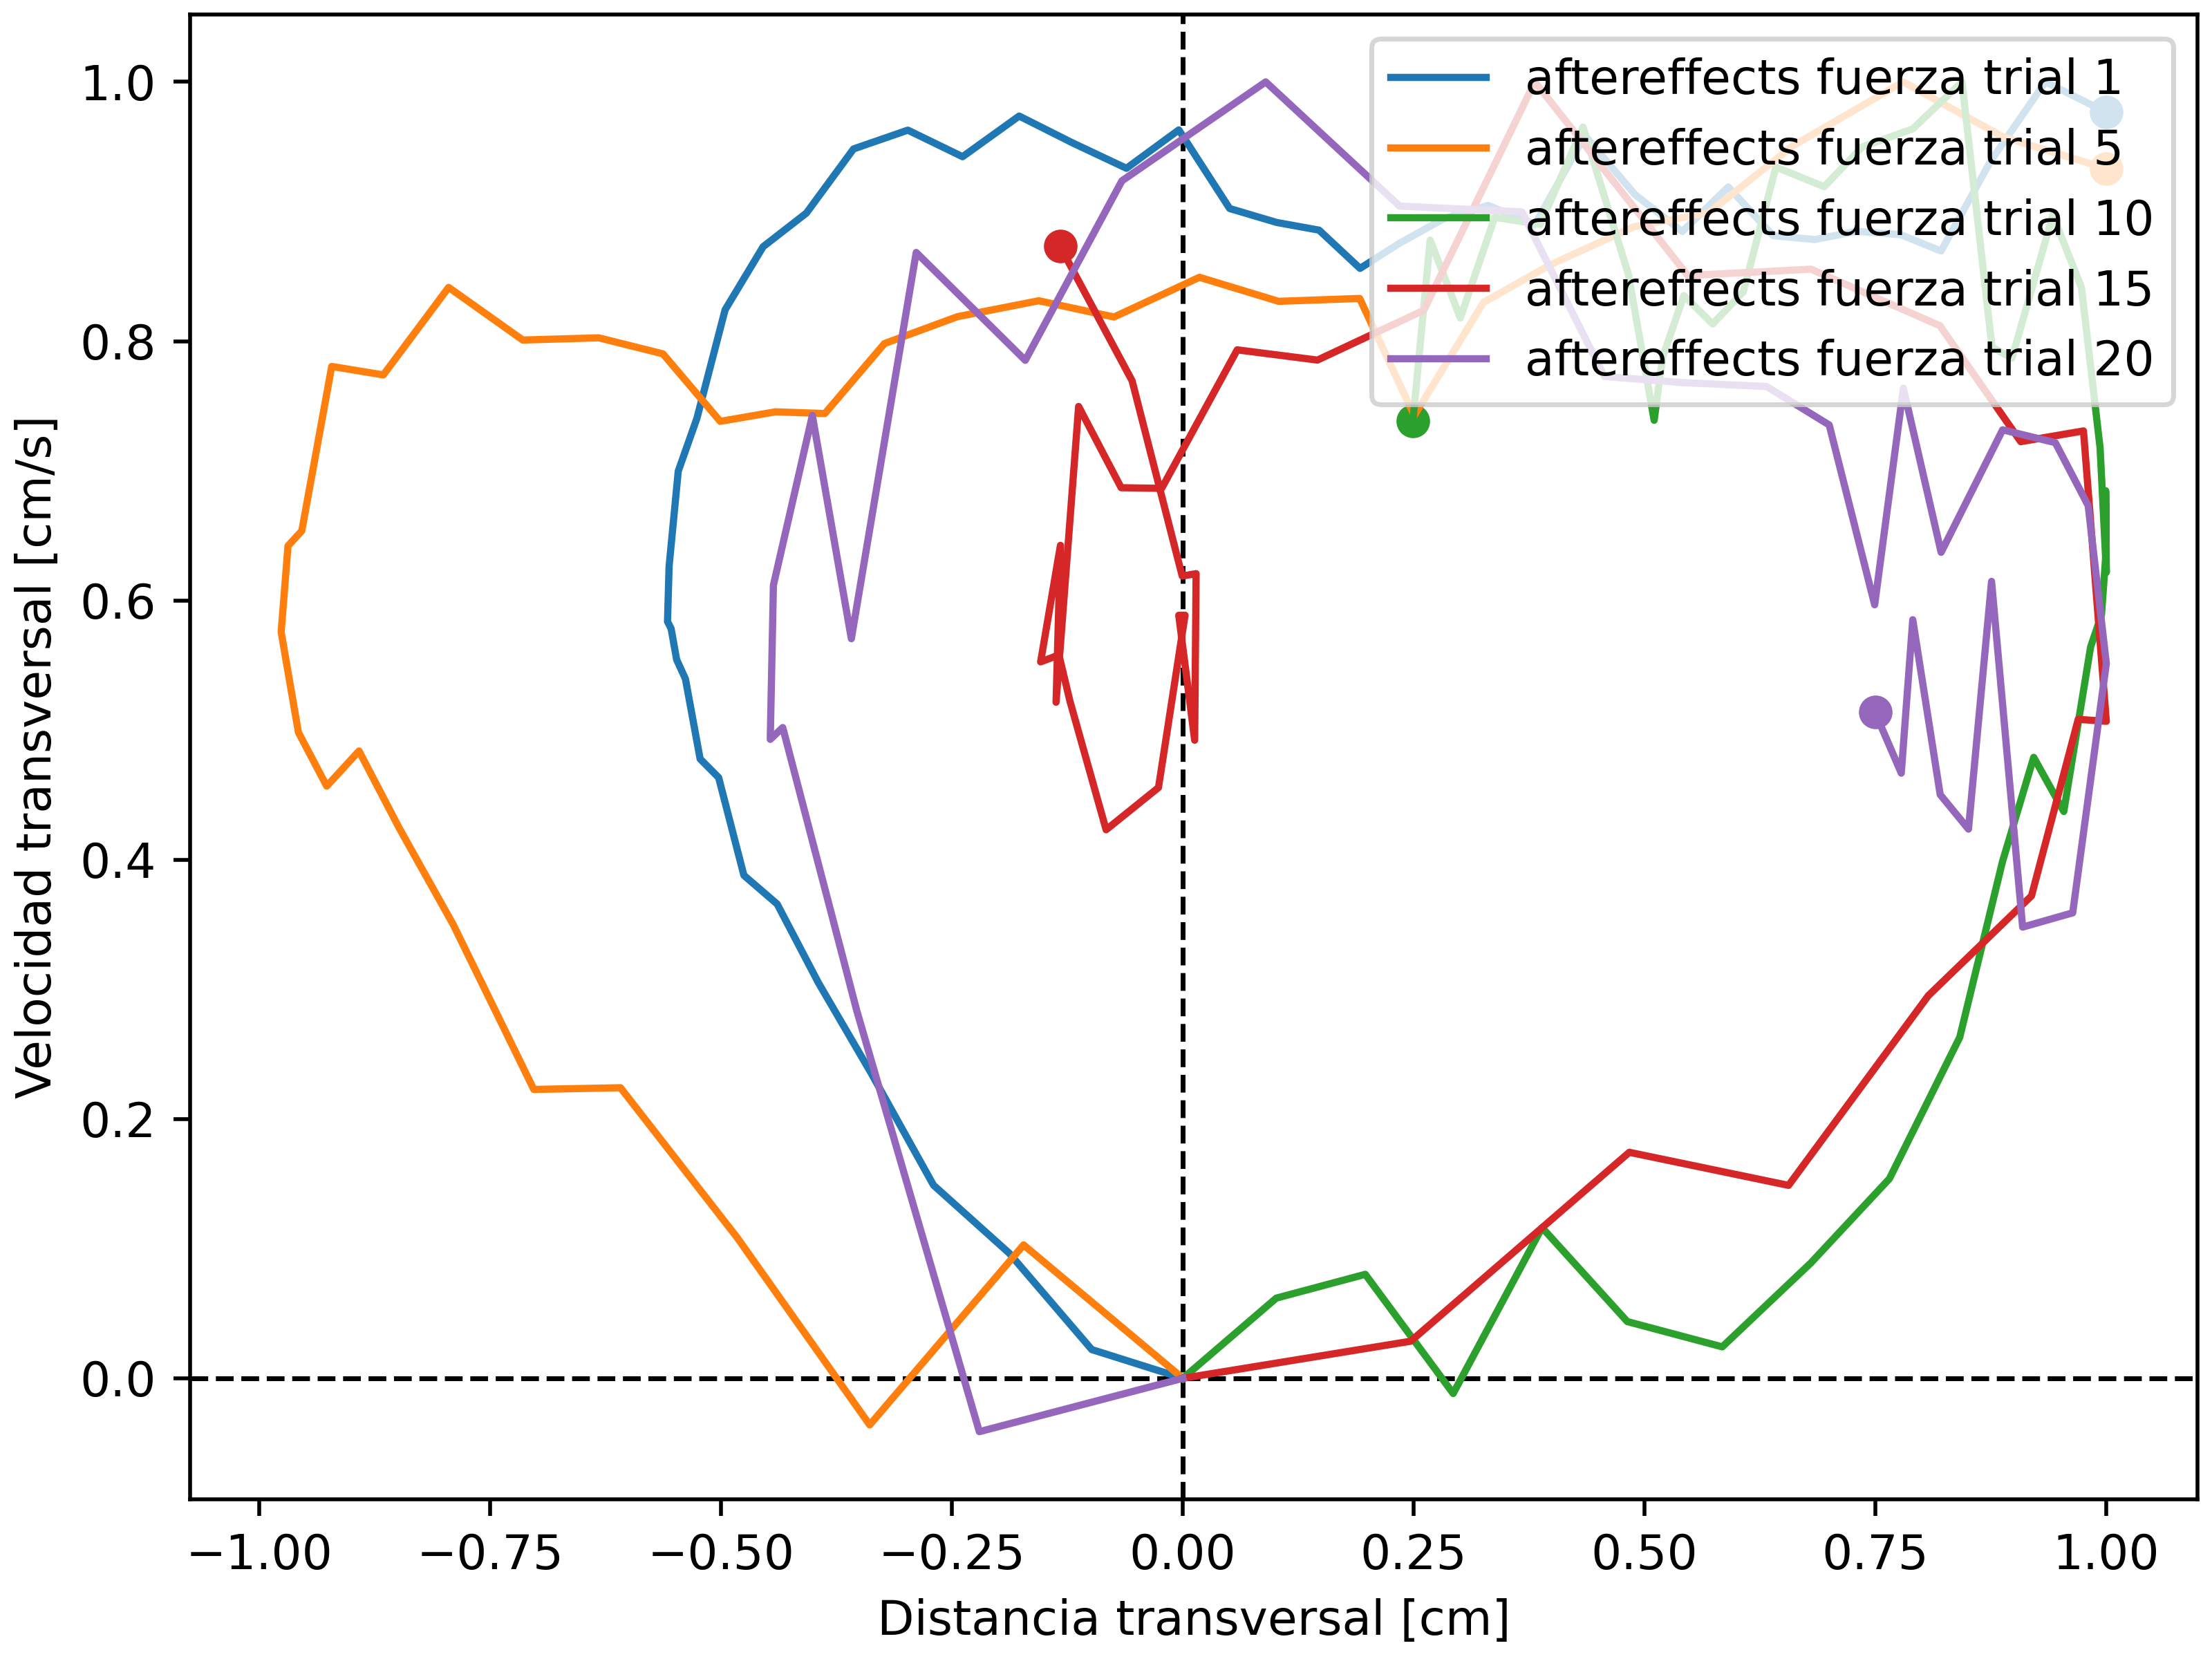 aftereffects fuerza trial 1
aftereffects fuerza trial 5
aftereffects fuerza trial 10
aftereffects fuerza trial 15
aftereffects fuerza trial 20
1.0
0.8
0.6
0.4
0.2
0.0
Velocidad transversal [cm/s]
−1.00 −0.75 −0.50 −0.25 0.00 0.25 0.50 0.75 1.00
Distancia transversal [cm]